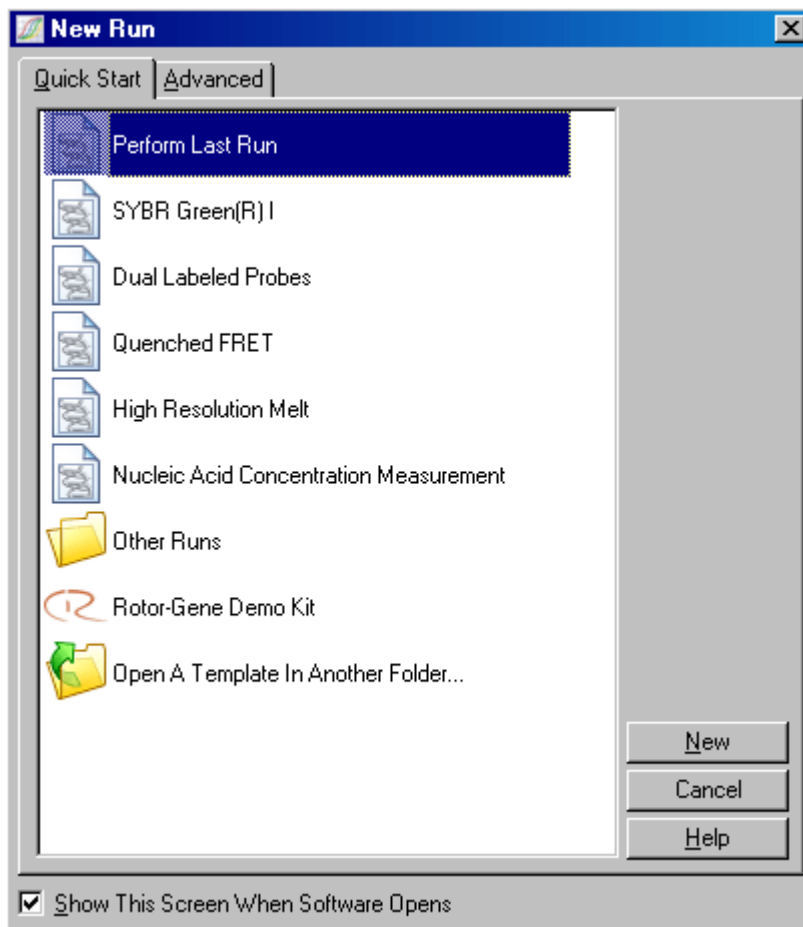 New Run
Quick Start Advanced
Perform Last Run
SYBR Green(R) I
Dual Labeled Probes
Quenched FRET
High Resolution Melt
Nucleic Acid Concentration Measurement
Other Runs
Rotor-Gene Demo Kit
Open A Template In Another Folder...
New
Cancel
Help
Show This Screen When Software Opens